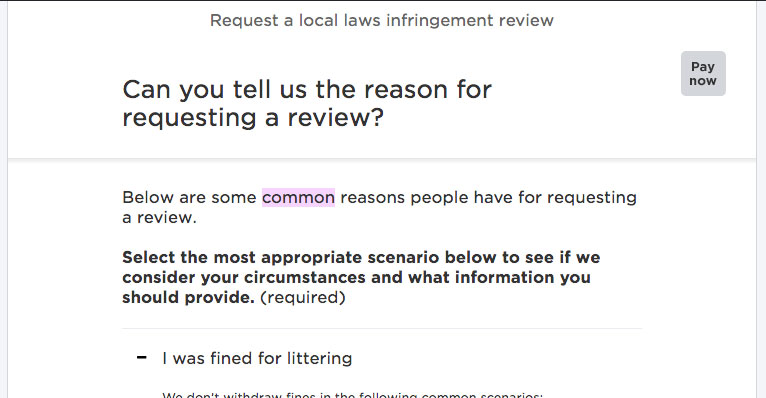 Request a local laws infringement review
Pay
now
Can you tell us the reason for
requesting a review?
Below are some common reasons people have for requesting
a review.
Select the most appropriate scenario below to see if we
consider your circumstances and what information you
should provide. (required)
I was fined for littering
We don't withdraw fines in the following common scenarios: